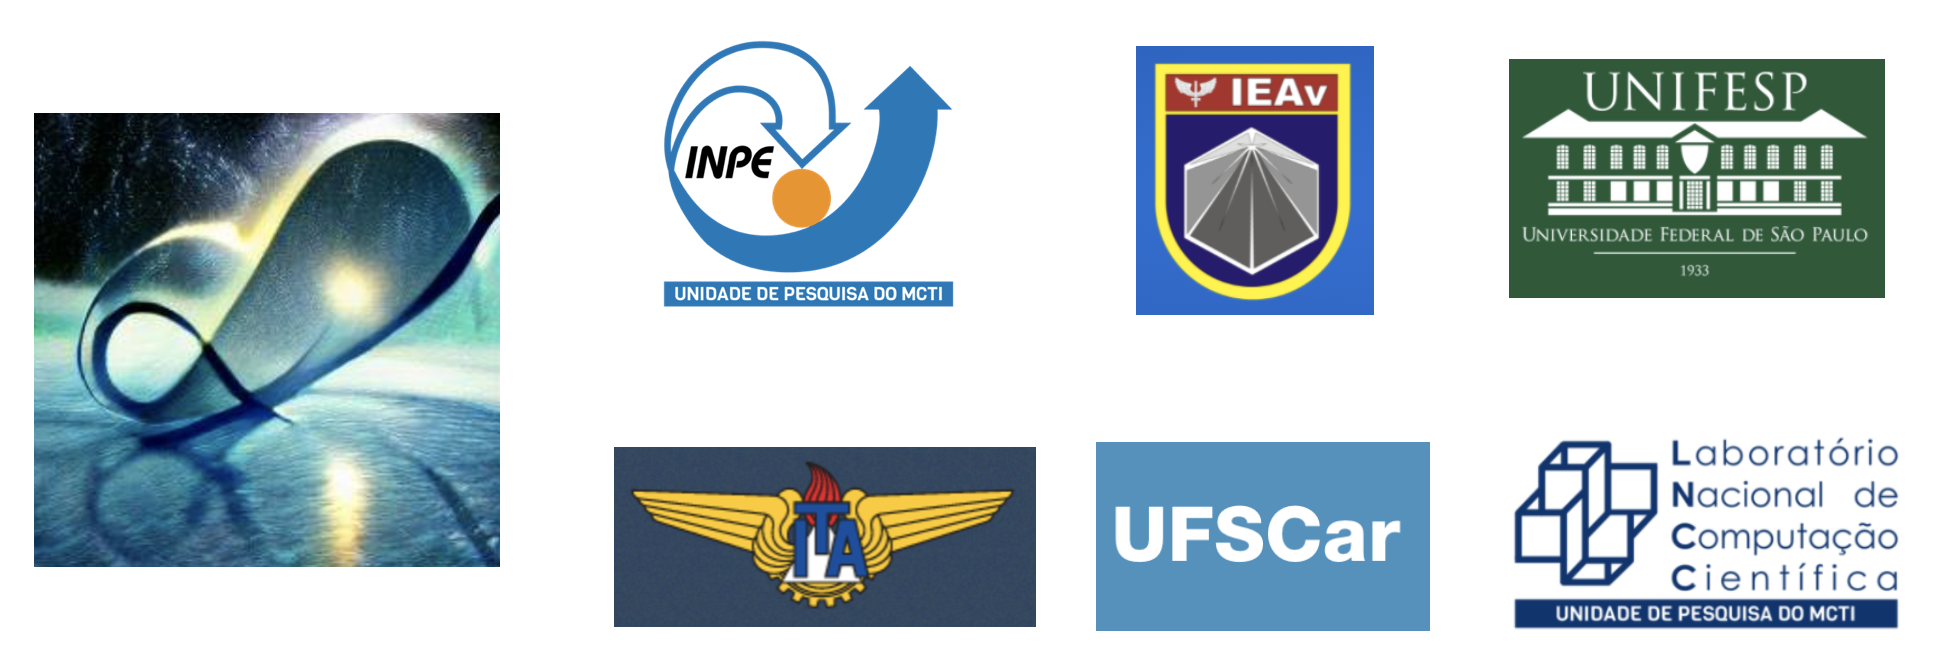 INPE
UNIDADE DE PESQUISA DO MCTI
IEAv
UNIFESP
UNIVERSIDADE FEDERAL DE SÃO PAULO
1933
ITA
UFSCar
Laboratório
Nacional de
Computação
Científica
UNIDADE DE PESQUISA DO MCTI